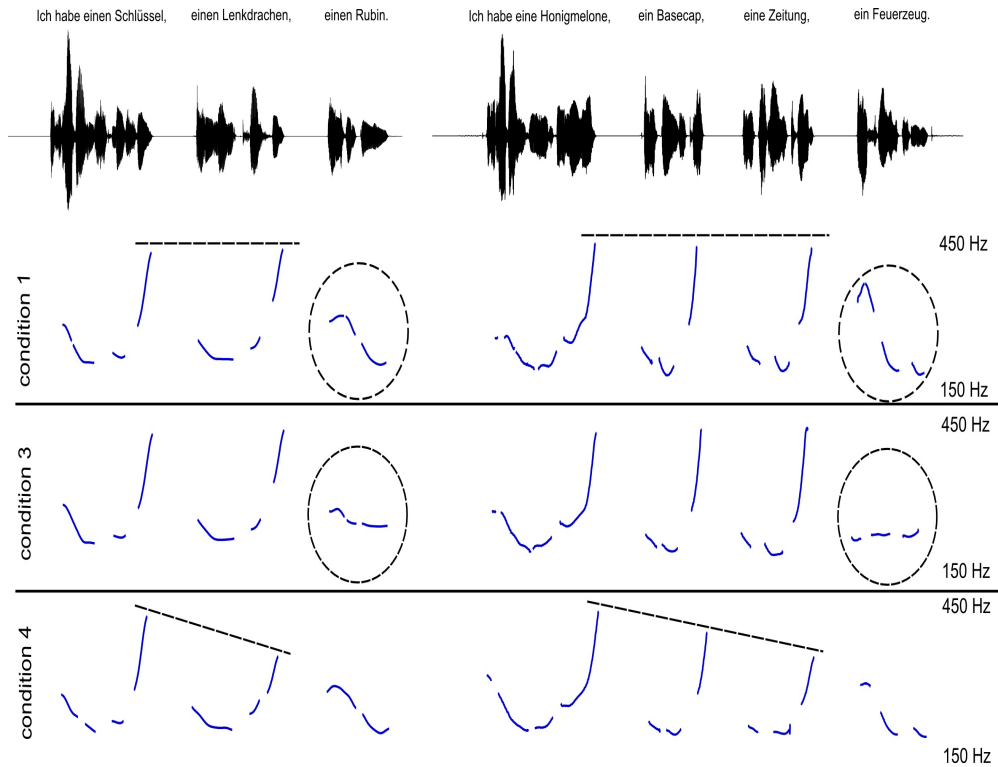 Ich habe einen Schlüssel, einen Lenkdrachen, einen Rubin. Ich habe eine Honigmelone, ein Basecap, eine Zeitung, ein Feuerzeug.
450 Hz
condition 1
150 Hz
450 Hz
condition 3
150 Hz
450 Hz
condition 4
150 Hz